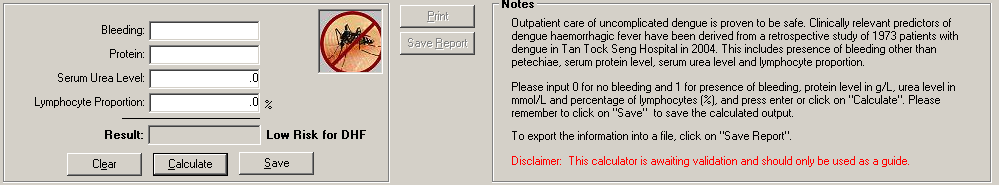 Bleeding:
Protein:
Serum Urea Level: .0
Lymphocyte Proportion: .0 %
Result: Low Risk for DHF
Clear Calculate Save
Print
Save Report
Notes
Outpatient care of uncomplicated dengue is proven to be safe. Clinically relevant predictors of
dengue haemorrhagic fever have been derived from a retrospective study of 1973 patients with
dengue in Tan Tock Seng Hospital in 2004. This includes presence of bleeding other than
petechiae, serum protein level, serum urea level and lymphocyte proportion.
Please input 0 for no bleeding and 1 for presence of bleeding, protein level in g/L, urea level in
mmol/L and percentage of lymphocytes (%), and press enter or click on "Calculate". Please
remember to click on "Save" to save the calculated output.
To export the information into a file, click on "Save Report".
Disclaimer: This calculator is awaiting validation and should only be used as a guide.